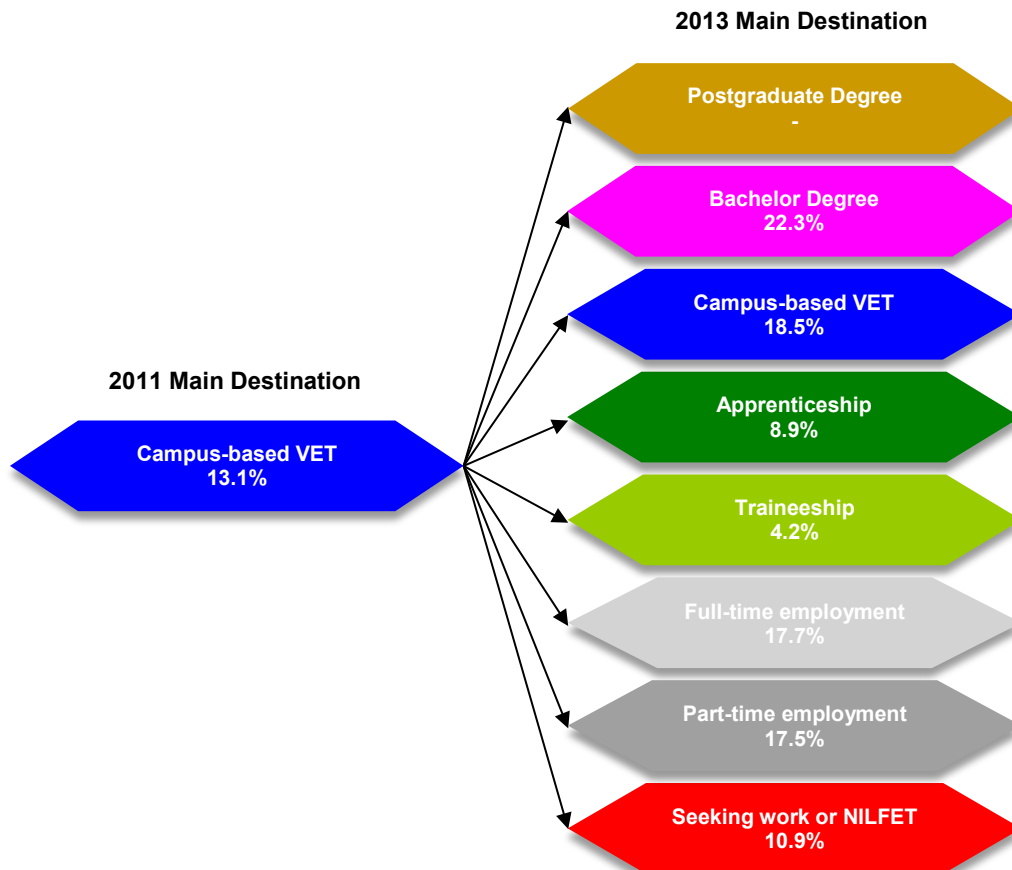 2013 Main Destination
Postgraduate Degree
-
Bachelor Degree
22.3%
Campus-based VET
18.5%
2011 Main Destination
Campus-based VET
13.1%
Apprenticeship
8.9%
Traineeship
4.2%
Full-time employment
17.7%
Part-time employment
17.5%
Seeking work or NILFET
10.9%